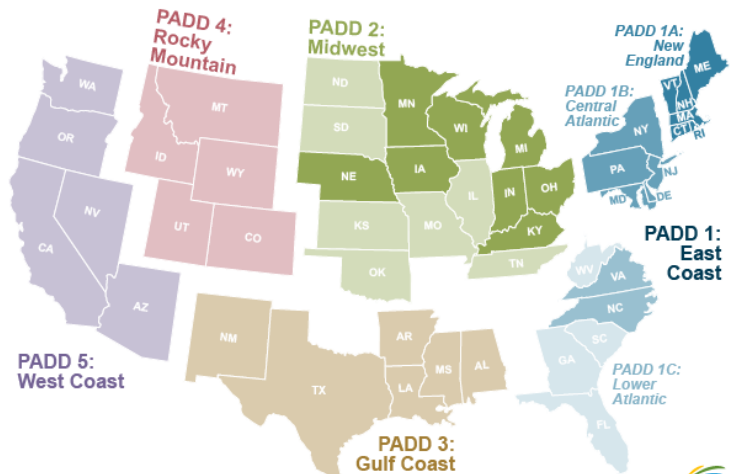 PADD 4:
Rocky
Mountain
PADD 2:
Midwest
PADD 1A:
New
England
PADD 1B:
Central
Atlantic
WA
OR
CA
NV
AZ
MT
ID
WY
UT
CO
ND
SD
NE
KS
OK
MN
IA
MO
WI
IL
MI
IN
OH
KY
TN
ME
VT
NH
MA
CT
RI
NY
PA
NJ
MD
DE
PADD 1:
East
Coast
WV
VA
NC
SC
GA
FL
PADD 1C:
Lower
Atlantic
NM
TX
AR
LA
MS
AL
PADD 5:
West Coast
PADD 3:
Gulf Coast